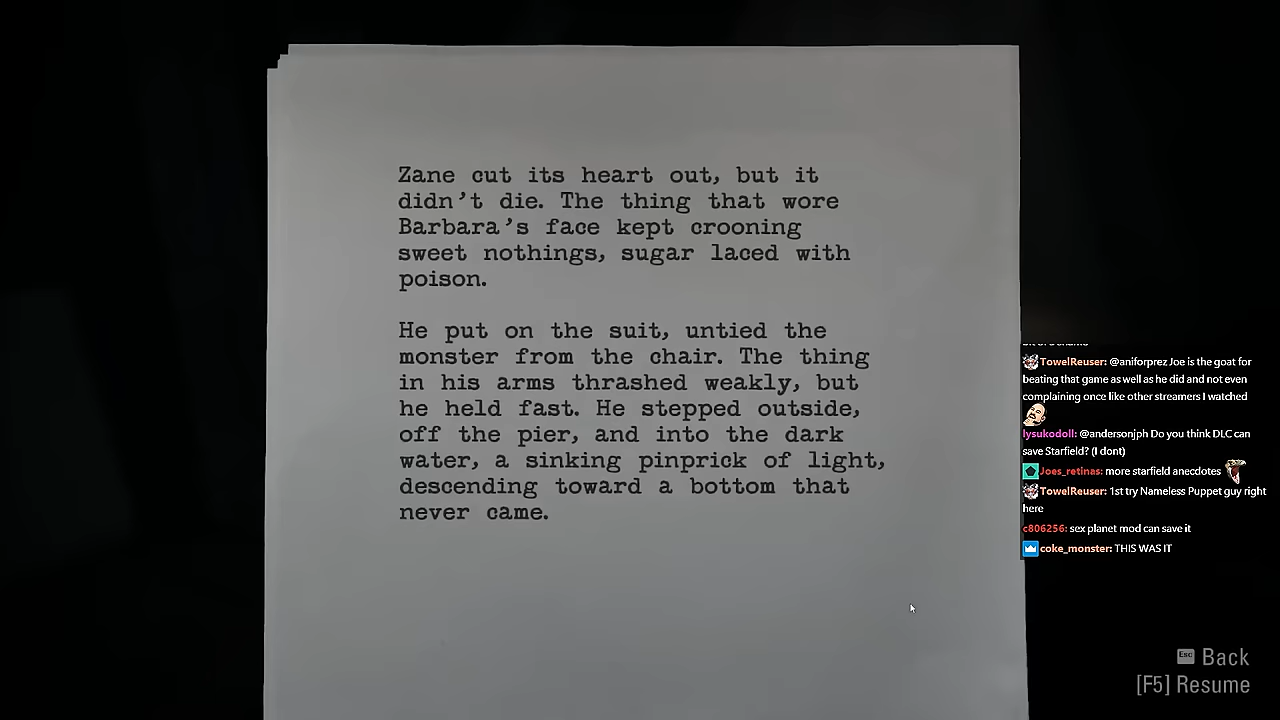 Zane cut its heart out, but it
didn't die. The thing that wore
Barbara's face kept crooning
sweet nothings, sugar laced with
poison.
He put on the suit, untied the
monster from the chair. The thing
in his arms thrashed weakly, but
he held fast. He stepped outside,
off the pier, and into the dark
water, a sinking pinprick of light,
descending toward a bottom that
never came.
TowelReuser: @aniforprez Joe is the goat for
beating that game as well as he did and not even
complaining once like other streamers I watched
lysukodoll: @andersonjph Do you think DLC can
save Starfield? (I dont)
Joes_retinas: more starfield anecdotes
TowelReuser: 1st try Nameless Puppet guy right
here
c806256: sex planet mod can save it
coke_monster: THIS WAS IT
Esc Back
[F5] Resume